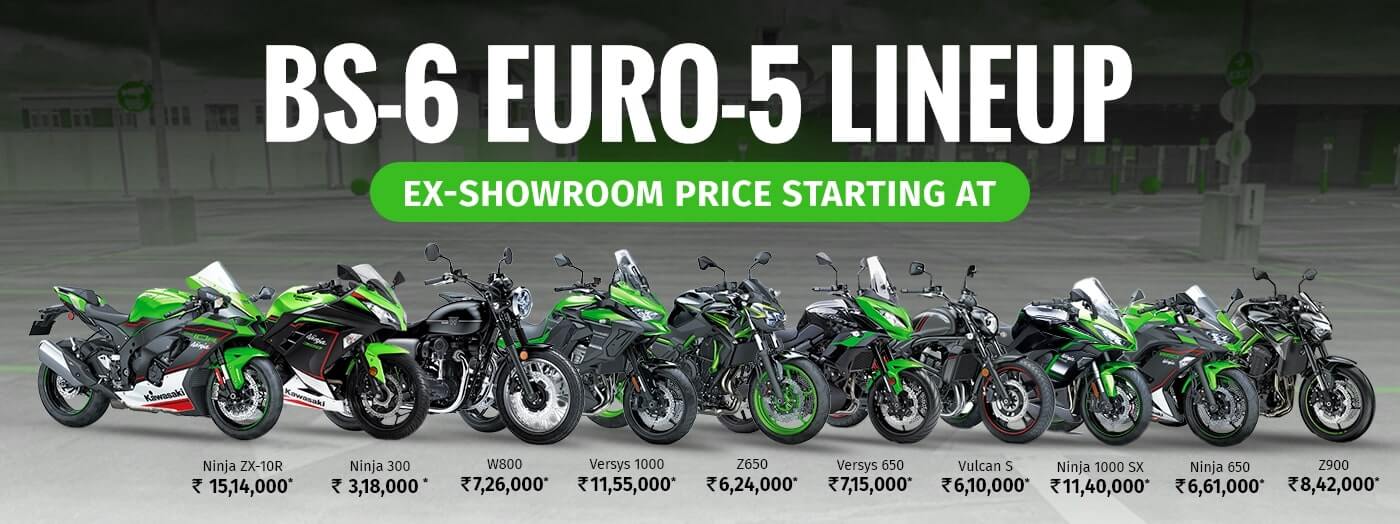 BS-6 EURO-5 LINEUP
EX-SHOWROOM PRICE STARTING AT
Kawasaki
Ninja
Kawasaki
Ninja ZX-10R
₹ 15,14,000*
Ninja 300
₹ 3,18,000 *
W800
₹7,26,000*
Versys 1000
₹11,55,000*
Z650
₹6,24,000*
Versys 650
₹7,15,000*
Vulcan S
₹6,10,000*
Ninja 1000 SX
₹11,40,000*
Ninja 650
₹6,61,000*
Z900
₹8,42,000*